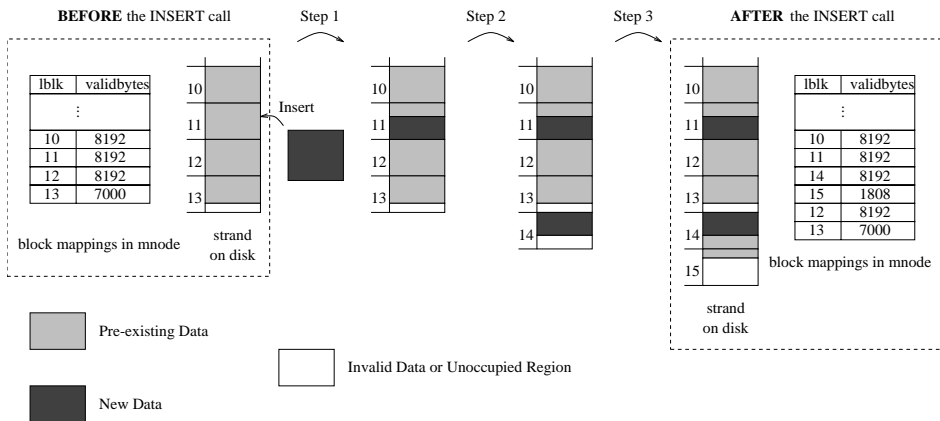 BEFORE the INSERT call
Step 1
Step 2
Step 3
AFTER the INSERT call
lblk validbytes
⋮
10 8192
11 8192
12 8192
13 7000
block mappings in mnode
10
11
12
13
strand
on disk
Insert
10
11
12
13
10
11
12
13
14
10
11
12
13
14
15
strand
on disk
lblk validbytes
⋮
10 8192
11 8192
14 8192
15 1808
12 8192
13 7000
block mappings in mnode
Pre-existing Data
Invalid Data or Unoccupied Region
New Data